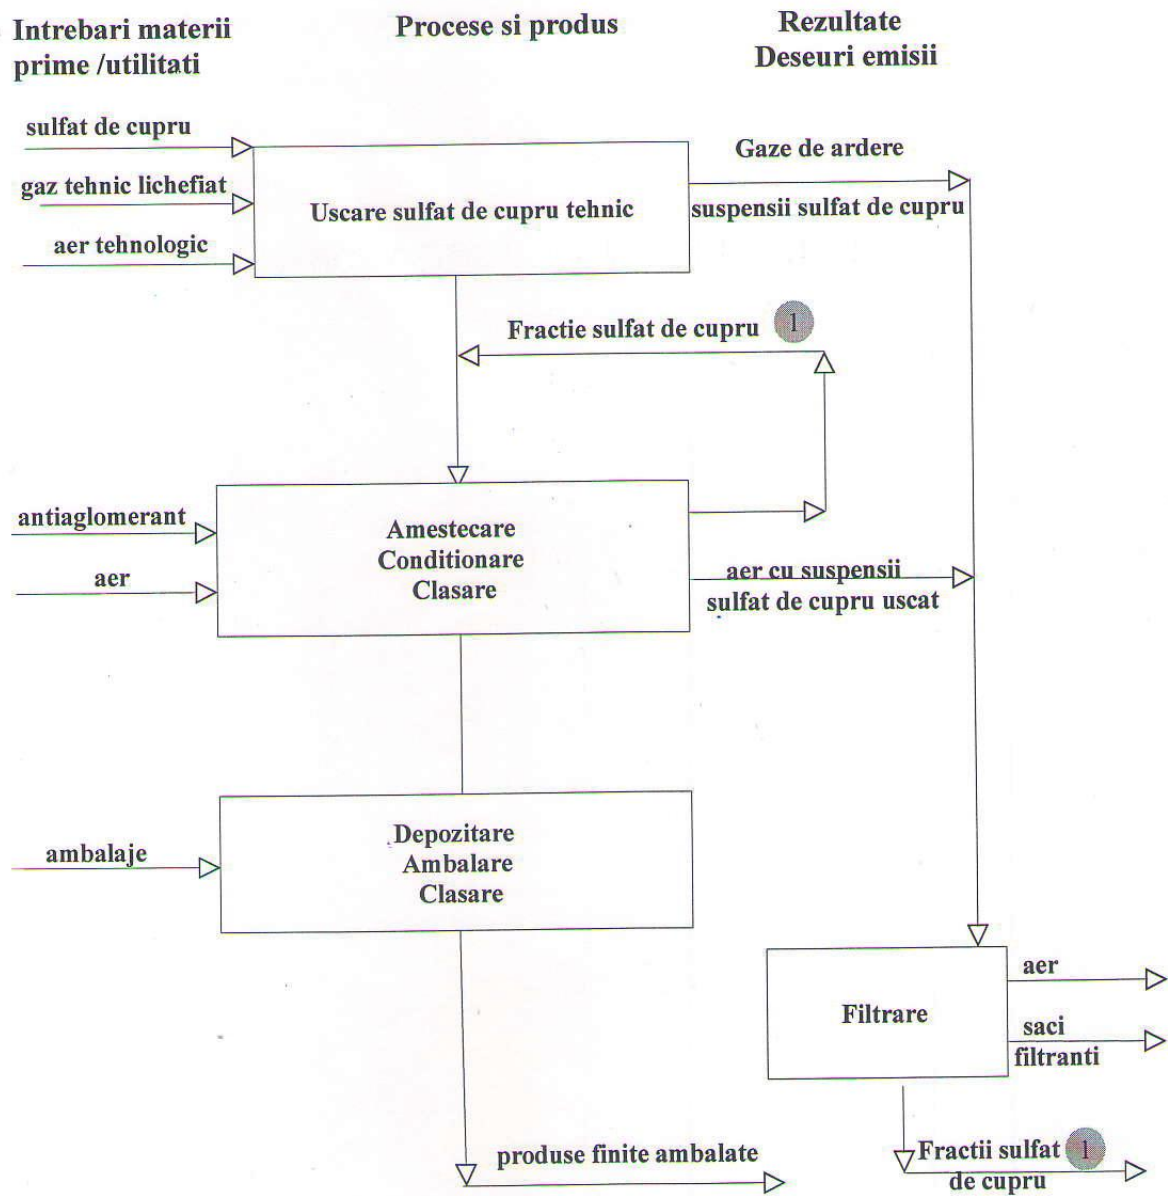 Intrebari materii
prime /utilitati
Procese si produs
Rezultate
Deseuri emisii
sulfat de cupru
gaz tehnic lichefiat
aer tehnologic
Uscare sulfat de cupru tehnic
Gaze de ardere
suspensii sulfat de cupru
Fractie sulfat de cupru 1
antiaglomerant
aer
Amestecare
Conditionare
Clasare
aer cu suspensii
sulfat de cupru uscat
ambalaje
Depozitare
Ambalare
Clasare
Filtrare
aer
saci
filtranti
produse finite ambalate
Fractii sulfat 1
de cupru